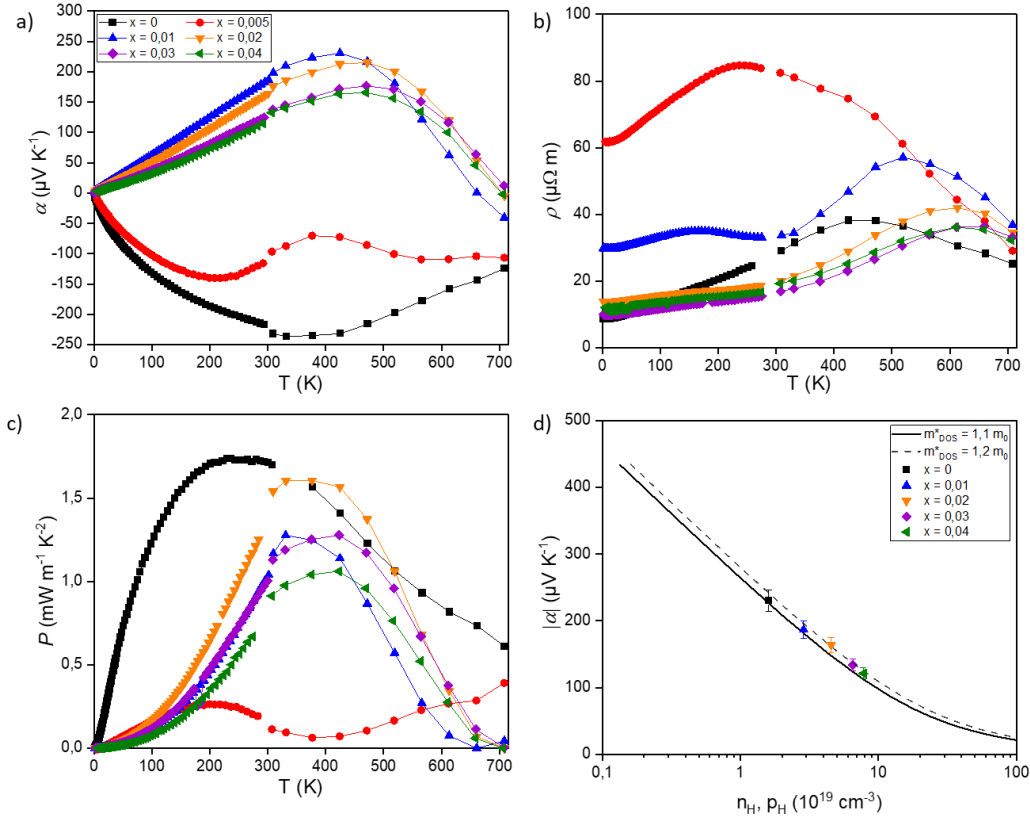 a)
x = 0
x = 0,005
x = 0,01
x = 0,02
x = 0,03
x = 0,04
300
250
200
150
100
50
0
-50
-100
-150
-200
-250
α (µV K⁻¹)
0 100 200 300 400 500 600 700
T (K)
b)
100
80
60
40
20
0
ρ (µΩ m)
0 100 200 300 400 500 600 700
T (K)
c)
2,0
1,5
1,0
0,5
0,0
P (mW m⁻¹ K⁻²)
0 100 200 300 400 500 600 700
T (K)
d)
m*DOS = 1,1 m₀
m*DOS = 1,2 m₀
x = 0
x = 0,01
x = 0,02
x = 0,03
x = 0,04
500
400
300
200
100
0
|α| (µV K⁻¹)
0,1 1 10 100
nH, pH (10¹⁹ cm⁻³)